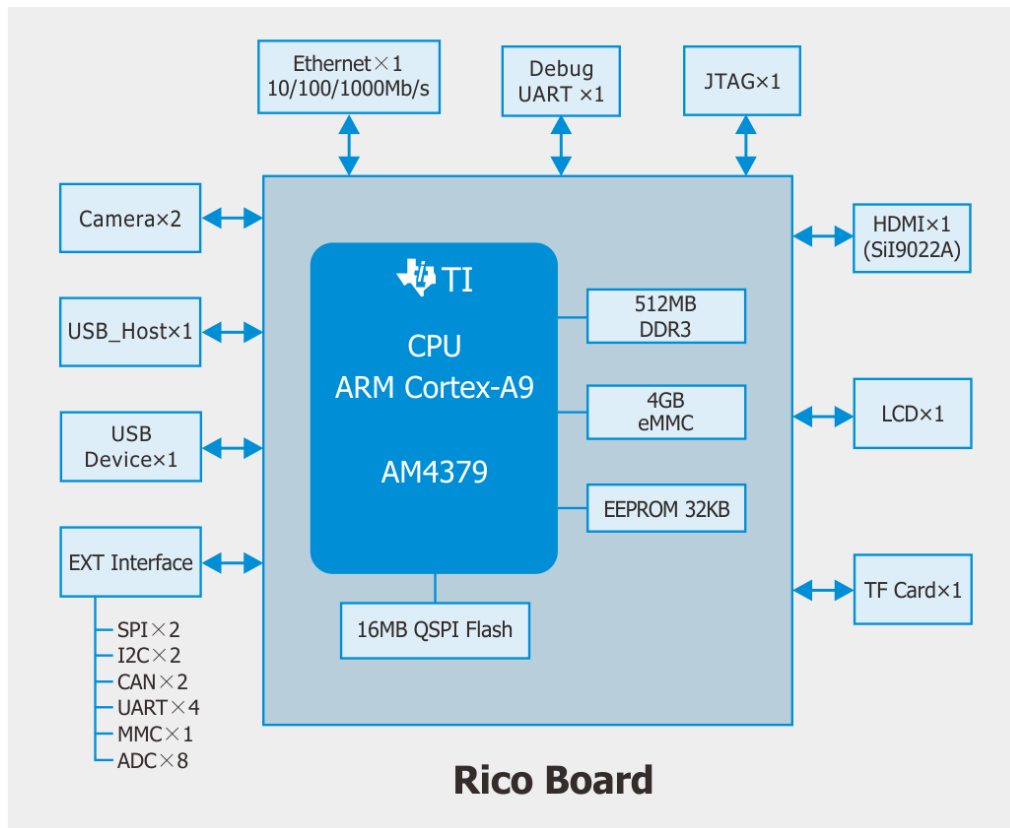 Ethernet×1
10/100/1000Mb/s
Debug
UART ×1
JTAG×1
Camera×2
USB_Host×1
USB
Device×1
EXT Interface
SPI×2
I2C×2
CAN×2
UART×4
MMC×1
ADC×8
TI
CPU
ARM Cortex-A9
AM4379
512MB
DDR3
4GB
eMMC
EEPROM 32KB
16MB QSPI Flash
HDMI×1
(SiI9022A)
LCD×1
TF Card×1
Rico Board